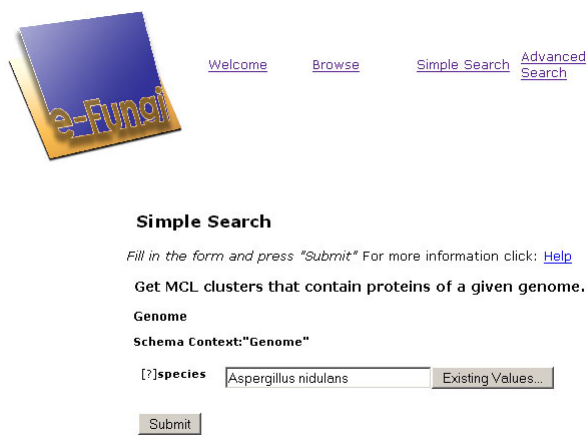 e-Fungi
Welcome Browse Simple Search Advanced
Search
Simple Search
Fill in the form and press "Submit" For more information click: Help
Get MCL clusters that contain proteins of a given genome.
Genome
Schema Context:"Genome"
[?]species Aspergillus nidulans Existing Values...
Submit